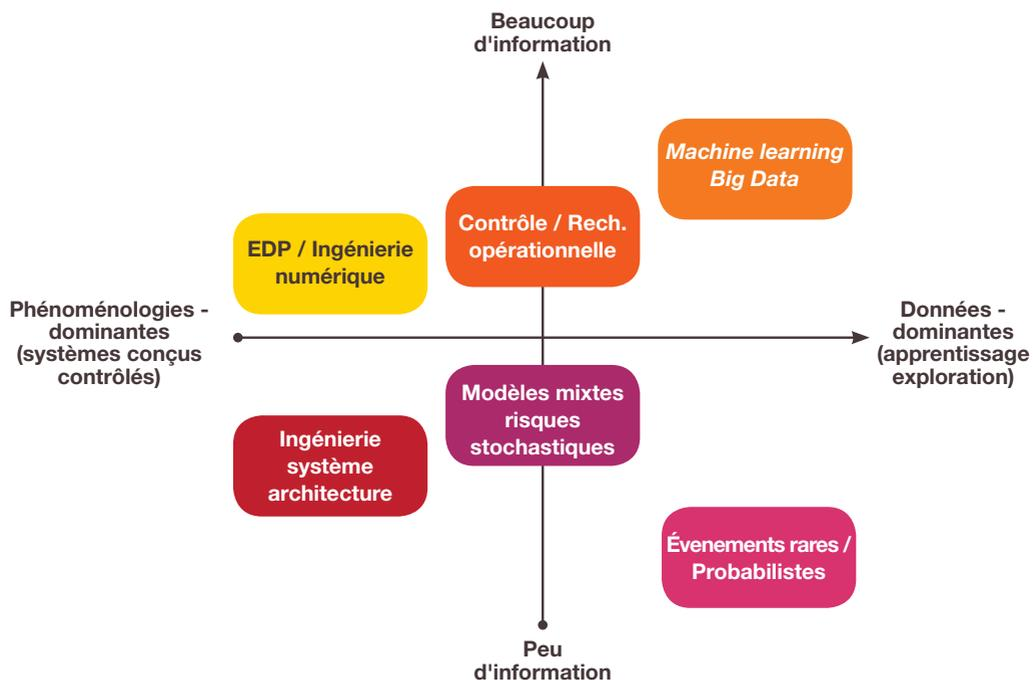 Beaucoup
d'information
Machine learning
Big Data
Contrôle / Rech.
opérationnelle
EDP / Ingénierie
numérique
Phénoménologies -
dominantes
(systèmes conçus
contrôlés)
Données -
dominantes
(apprentissage
exploration)
Modèles mixtes
risques
stochastiques
Ingénierie
système
architecture
Évenements rares /
Probabilistes
Peu
d'information